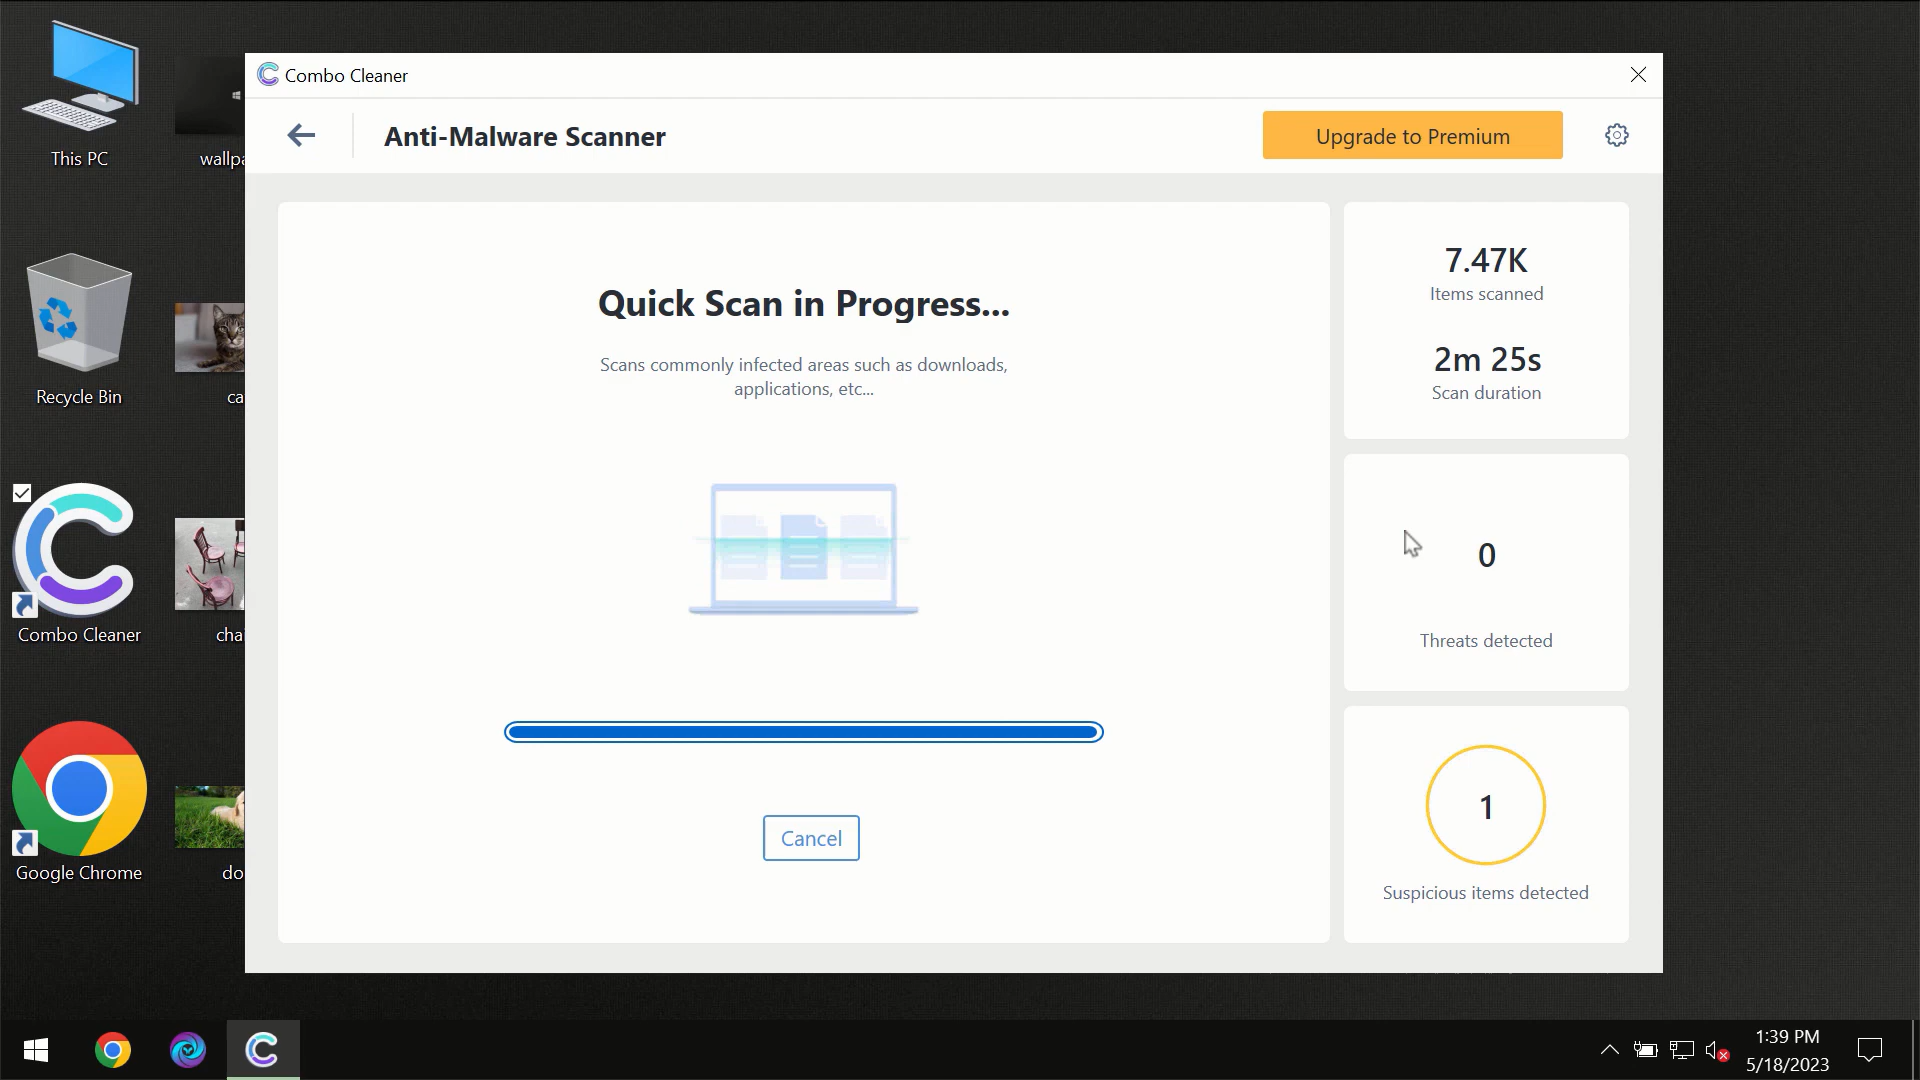 Combo Cleaner
Anti-Malware Scanner
Upgrade to Premium
Quick Scan in Progress...
Scans commonly infected areas such as downloads,
applications, etc...
Cancel
7.47K
Items scanned
2m 25s
Scan duration
0
Threats detected
1
Suspicious items detected
This PC
wallpa
Recycle Bin
ca
Combo Cleaner
chai
Google Chrome
do
1:39 PM
5/18/2023